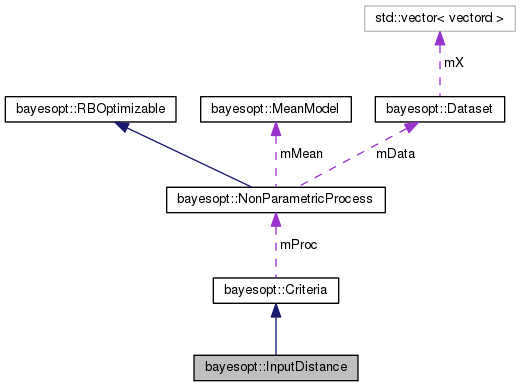 std::vector< vectord >
mX
bayesopt::RBOptimizable
bayesopt::MeanModel
bayesopt::Dataset
mMean
mData
bayesopt::NonParametricProcess
mProc
bayesopt::Criteria
bayesopt::InputDistance